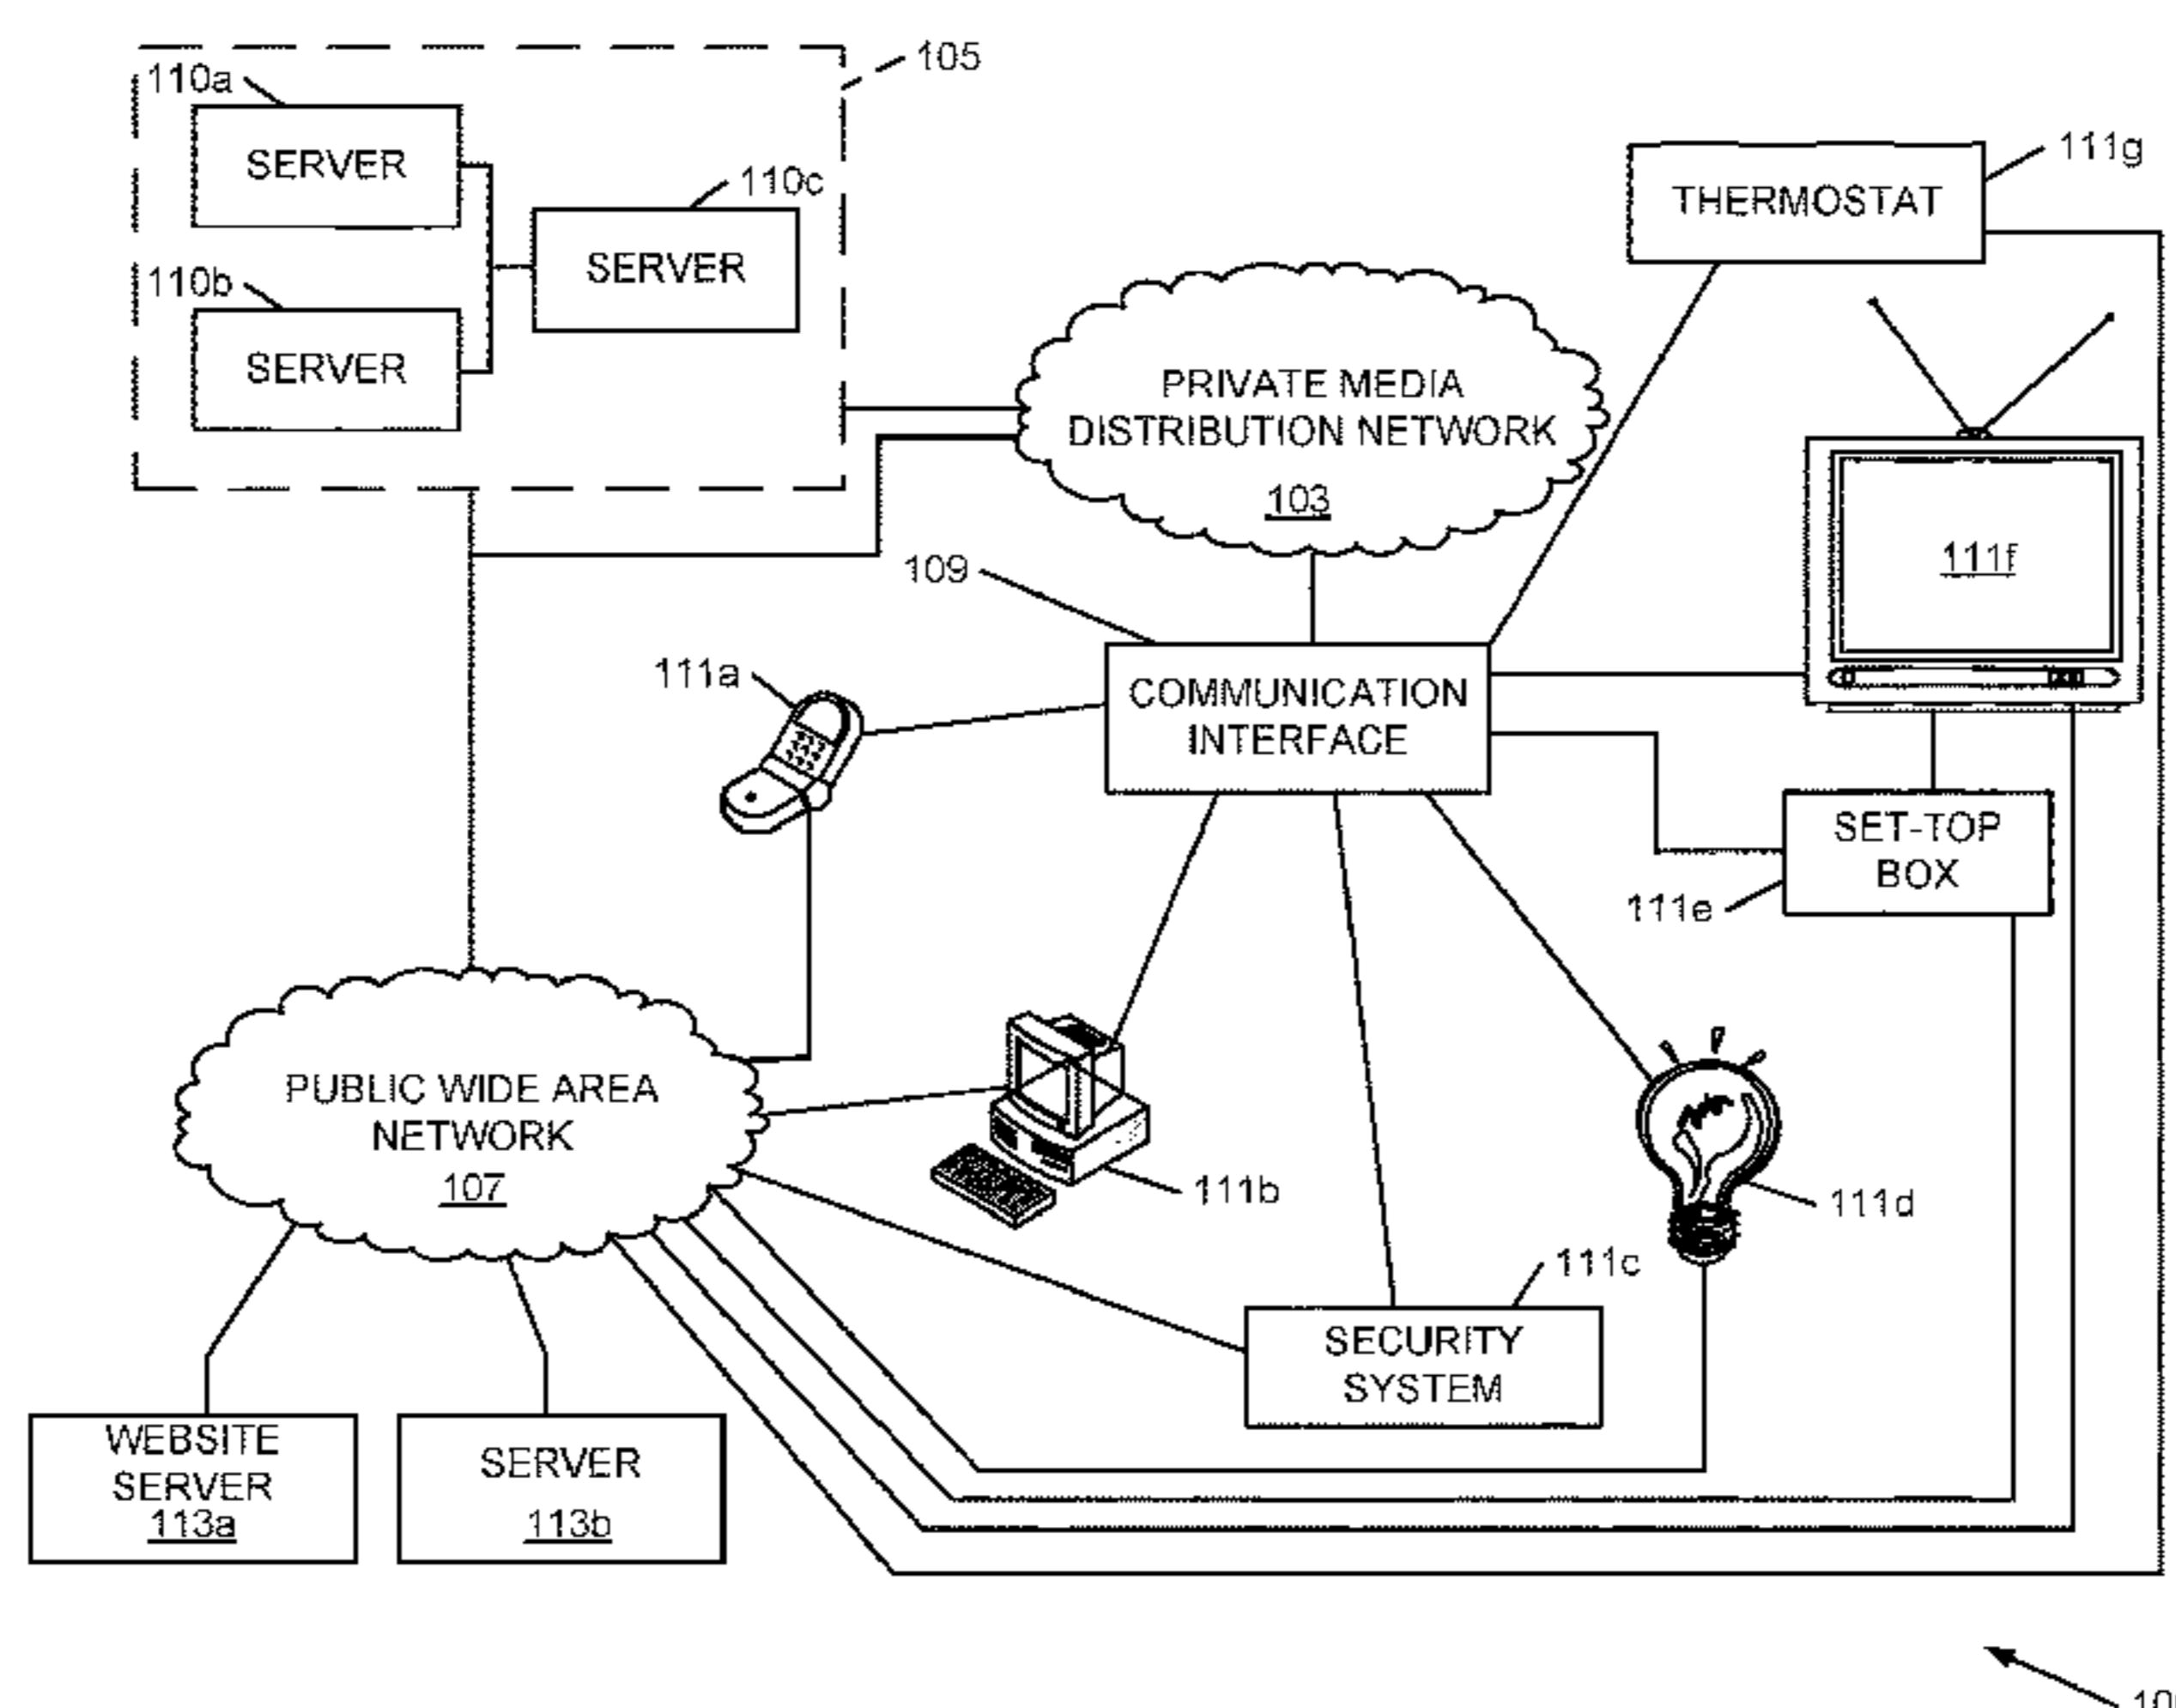 105
110a
SERVER
110c
SERVER
110b
SERVER
111g
THERMOSTAT
PRIVATE MEDIA
DISTRIBUTION NETWORK
103
111f
109
COMMUNICATION
INTERFACE
111a
SET-TOP
BOX
111e
PUBLIC WIDE AREA
NETWORK
107
111b
111d
111c
SECURITY
SYSTEM
WEBSITE
SERVER
113a
SERVER
113b